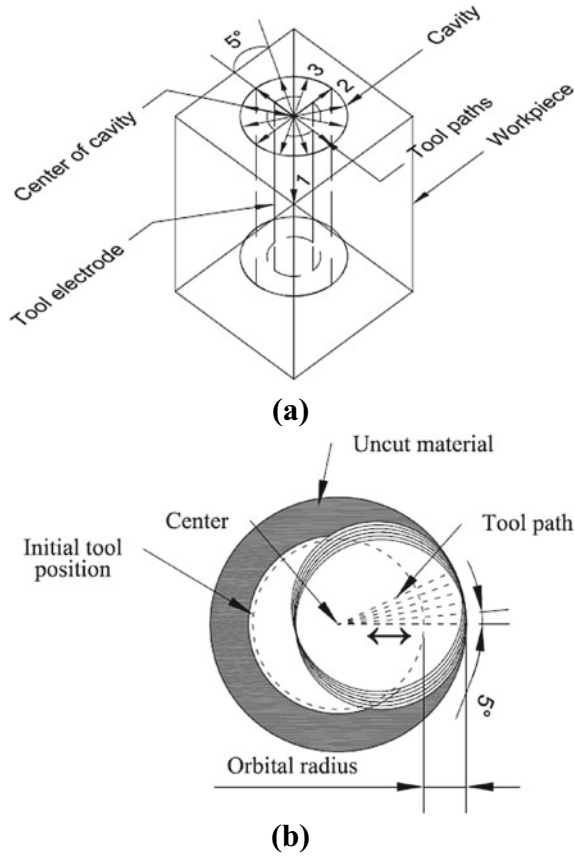 5°
Cavity
3
2
Center of cavity
Tool paths
Workpiece
1
Tool electrode
(a)
Uncut material
Center
Tool path
Initial tool
position
5°
Orbital radius
(b)